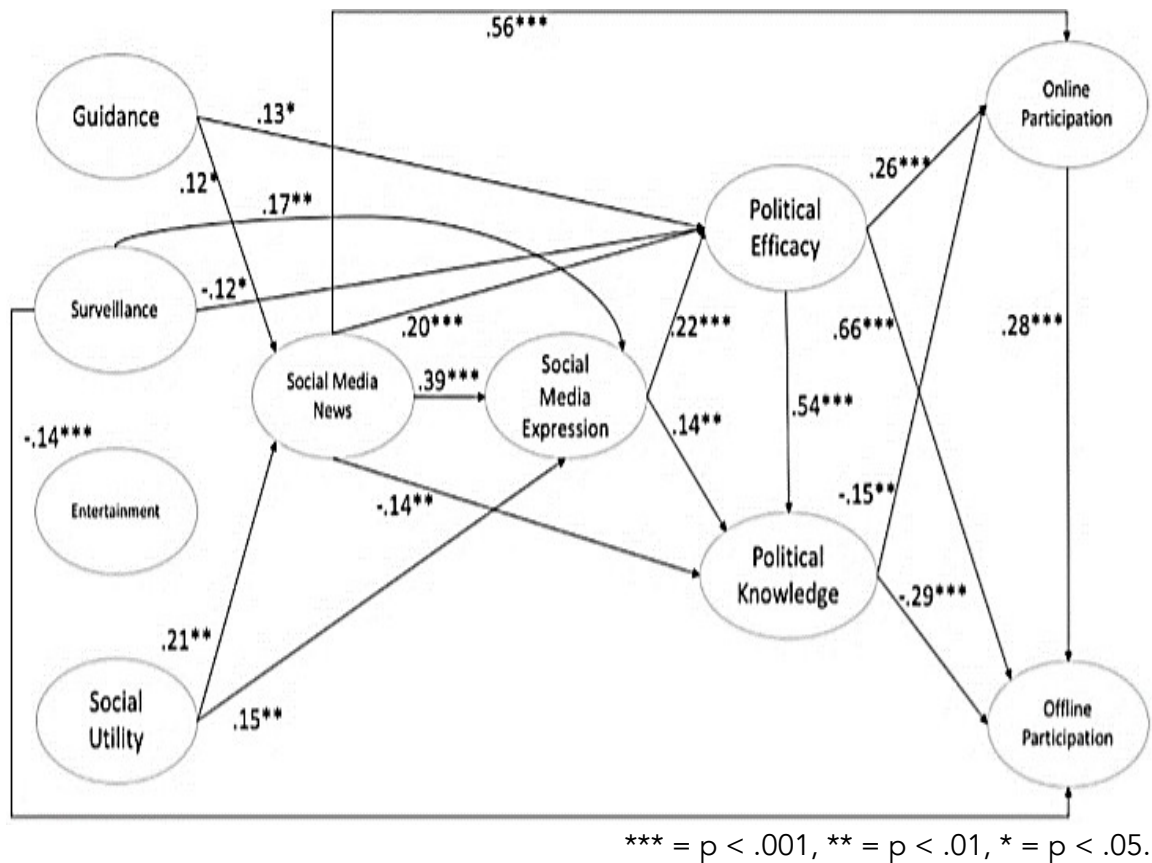 .56***
Guidance
.13*
Online
Participation
.12*
.17**
.26***
Political
Efficacy
Surveillance
-.12*
.20***
.22***
.66***
.28***
Social Media
News
.39***
Social
Media
Expression
.54***
.14**
-.14***
Entertainment
-.14**
-.15**
Political
Knowledge
-.29***
.21**
Social
Utility
.15**
Offline
Participation
*** = p < .001, ** = p < .01, * = p < .05.